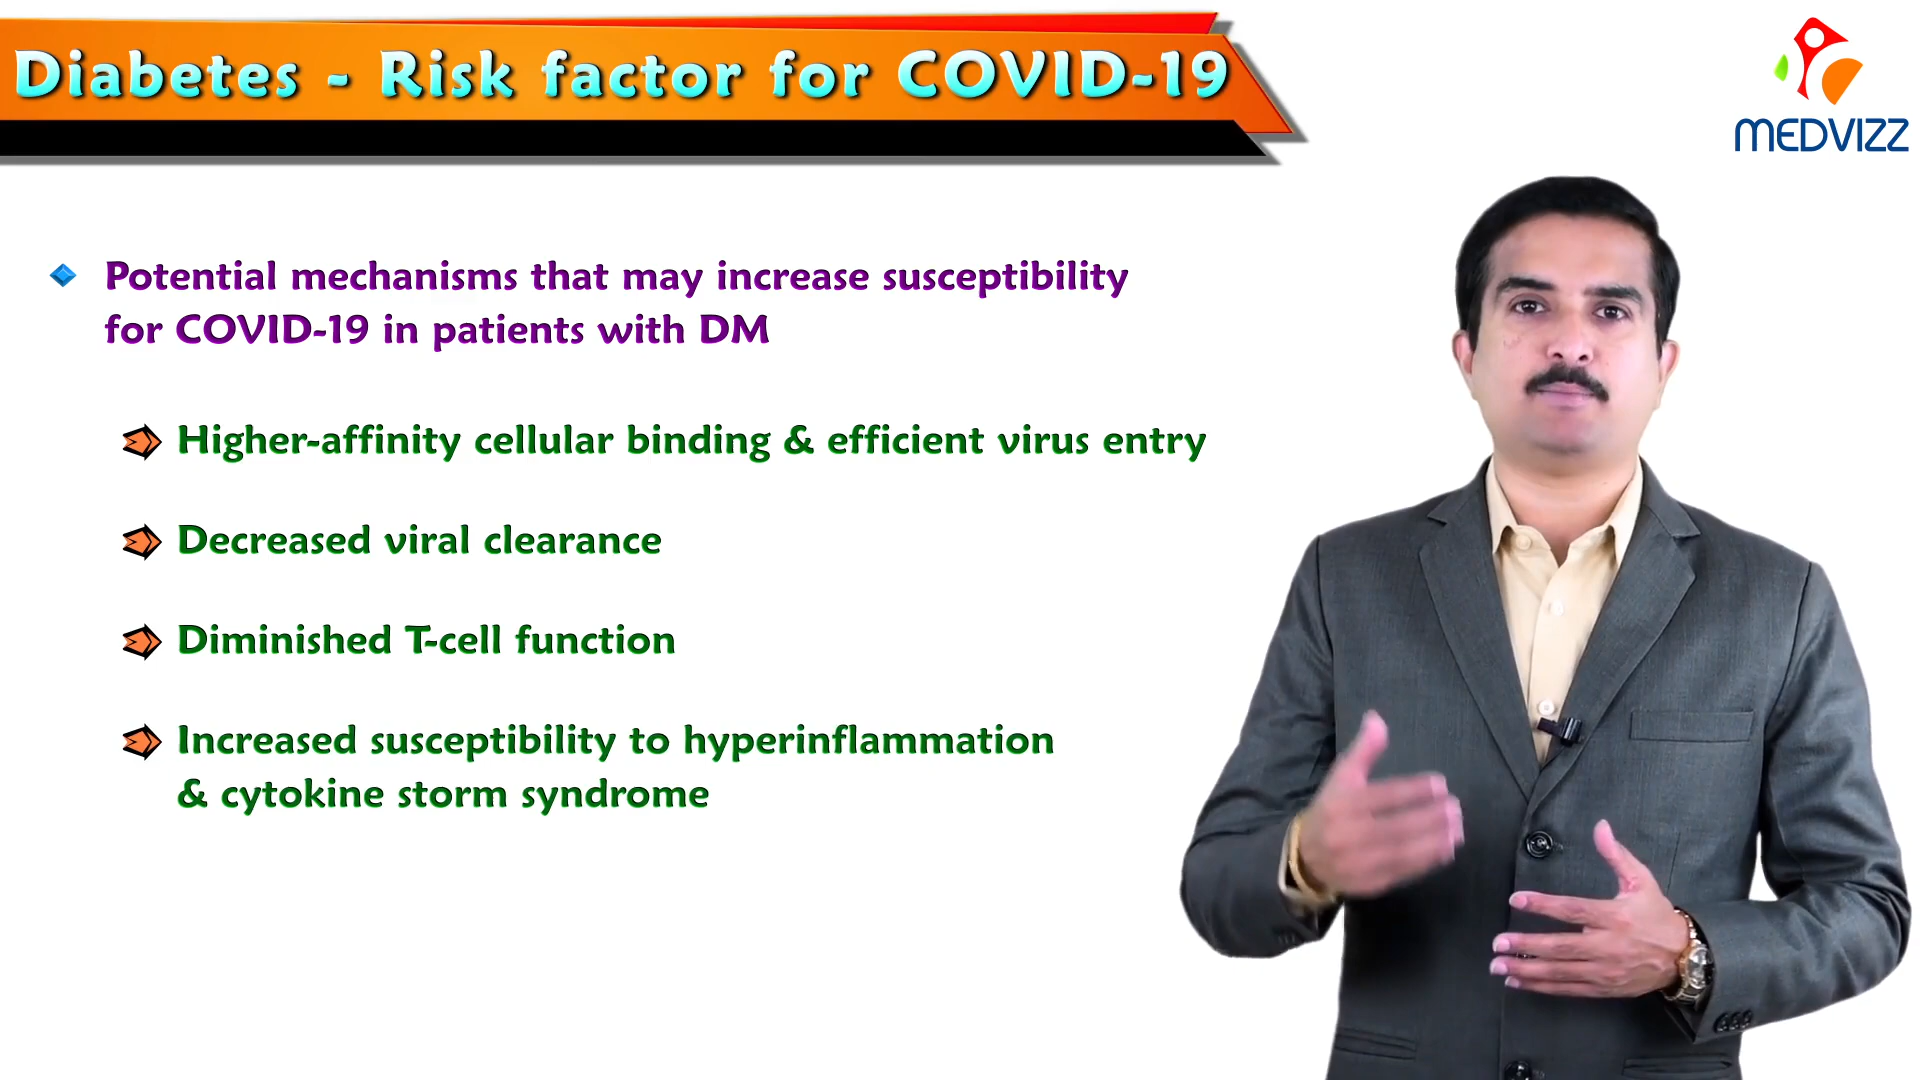 Diabetes - Risk factor for COVID-19
MEDVIZZ
Potential mechanisms that may increase susceptibility
for COVID-19 in patients with DM
Higher-affinity cellular binding & efficient virus entry
Decreased viral clearance
Diminished T-cell function
Increased susceptibility to hyperinflammation
& cytokine storm syndrome